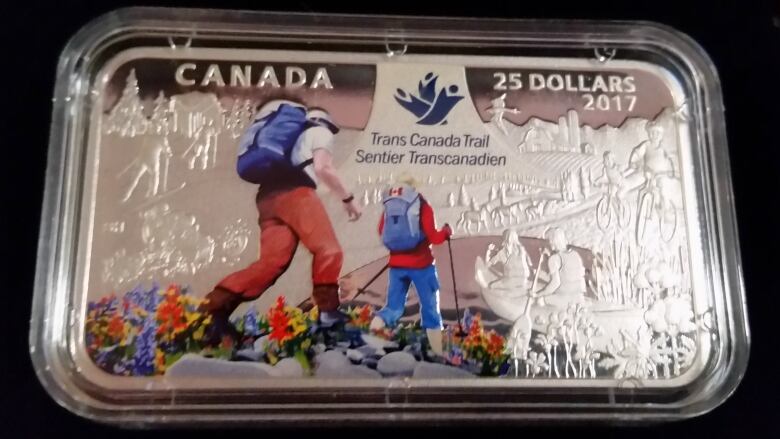 CANADA
25 DOLLARS
2017
Trans Canada Trail
Sentier Transcanadien